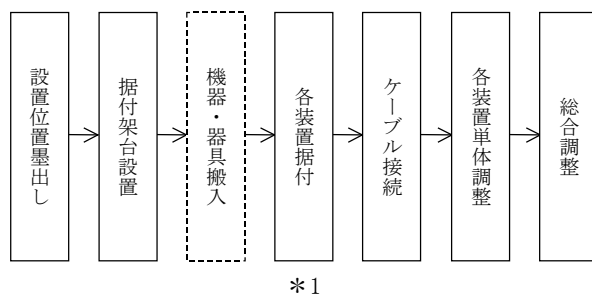 設置位置墨出し
据付架台設置
機器・器具搬入
各装置据付
ケーブル接続
各装置単体調整
総合調整
＊1